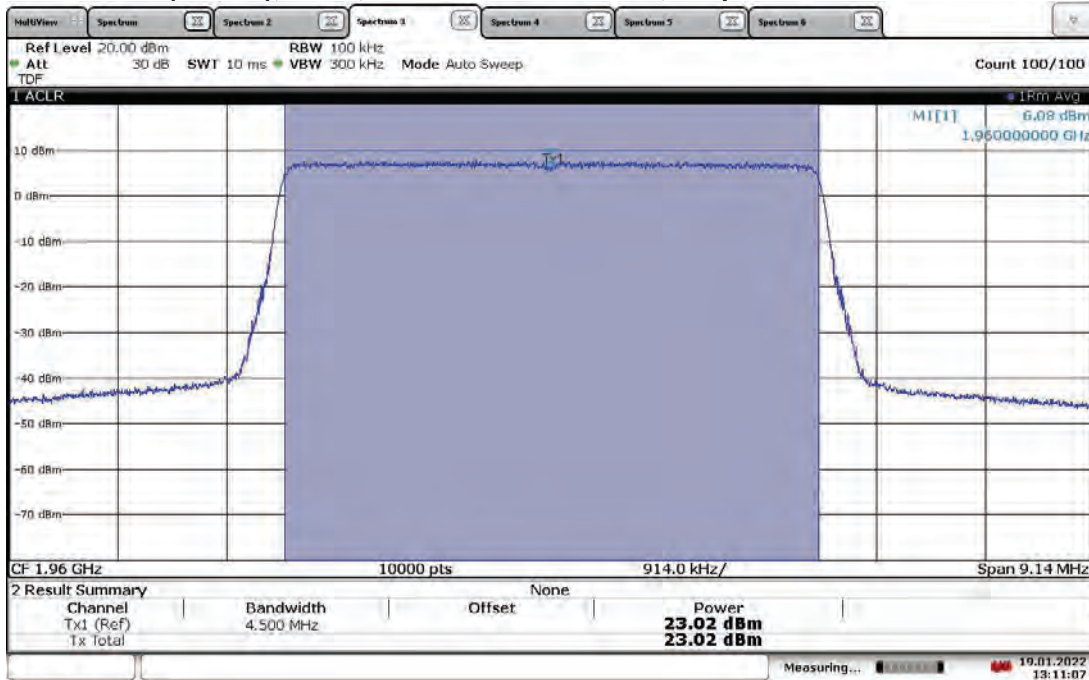 MultiView Spectrum Spectrum 2 Spectrum 3 Spectrum 4 Spectrum 5 Spectrum 6
Ref Level 20.00 dBm RBW 100 kHz
Att 30 dB SWT 10 ms VBW 300 kHz Mode Auto Sweep Count 100/100
TDF
1 ACLR 1Rm Avg
M1[1] 6.08 dBm
1.960000000 GHz
10 dBm
0 dBm
-10 dBm
-20 dBm
-30 dBm
-40 dBm
-50 dBm
-60 dBm
-70 dBm
CF 1.96 GHz 10000 pts 914.0 kHz/ Span 9.14 MHz
2 Result Summary None
Channel Bandwidth Offset Power
Tx1 (Ref) 4.500 MHz 23.02 dBm
Tx Total 23.02 dBm
Measuring... 19.01.2022
13:11:07